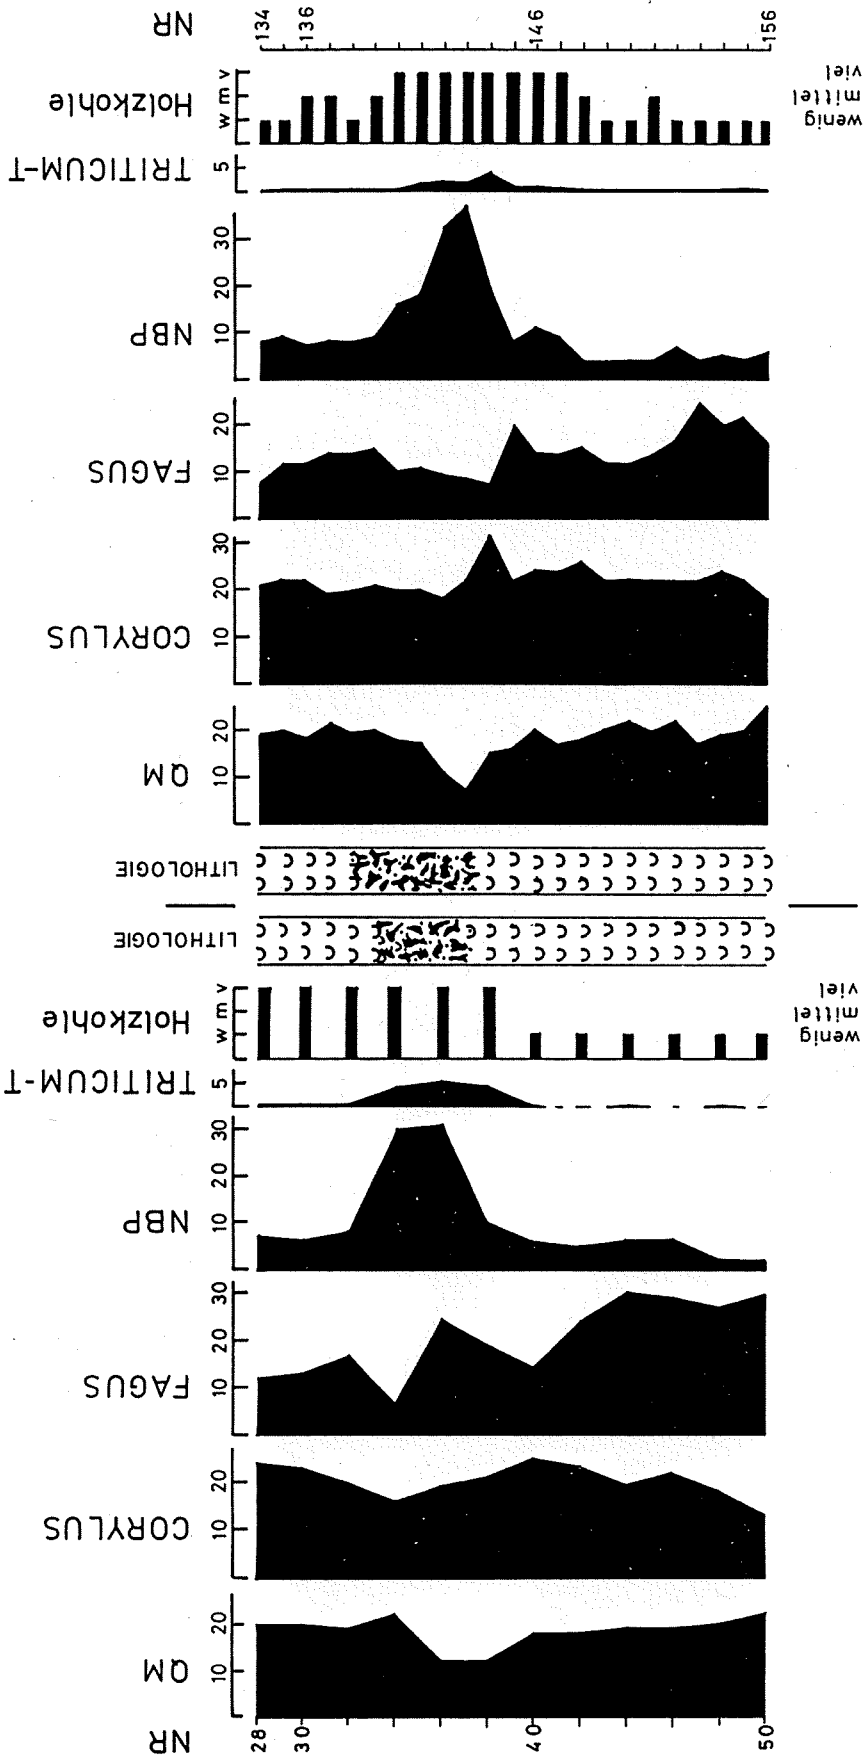 NR
134
136
146
156
Holzkohle
w m v
wenig
mittel
viel
TRITICUM-T
5
NBP
10 20 30
FAGUS
10 20
CORYLUS
10 20 30
QM
10 20
LITHOLOGIE
LITHOLOGIE
Holzkohle
w m v
wenig
mittel
viel
TRITICUM-T
5
NBP
10 20 30
FAGUS
10 20 30
CORYLUS
10 20
QM
10 20
NR
28
30
40
50